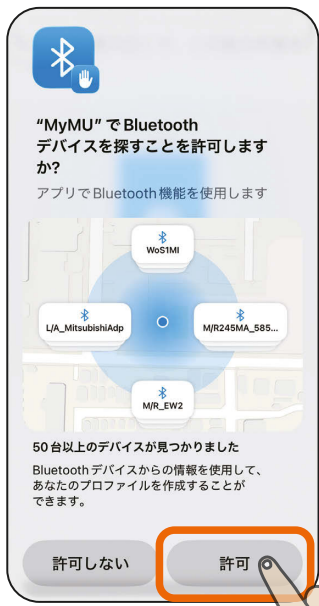 “MyMU” で Bluetooth
デバイスを探すことを許可します
か?
アプリで Bluetooth 機能を使用します
WoS1MI
L/A_MitsubishiAdp
M/R245MA_585...
M/R_EW2
50 台以上のデバイスが見つかりました
Bluetooth デバイスからの情報を使用して、
あなたのプロファイルを作成することが
できます。
許可しない
許可